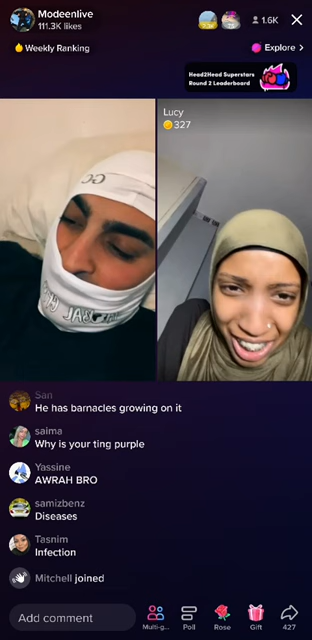 Modeenlive
111.3K likes
1.6K
Weekly Ranking
Explore >
Head2Head Superstars
Round 2 Leaderboard
Lucy
327
San
He has barnacles growing on it
saima
Why is your ting purple
Yassine
AWRAH BRO
samizbenz
Diseases
Tasnim
Infection
Mitchell joined
Add comment
Multi-g...
Poll
Rose
Gift
427